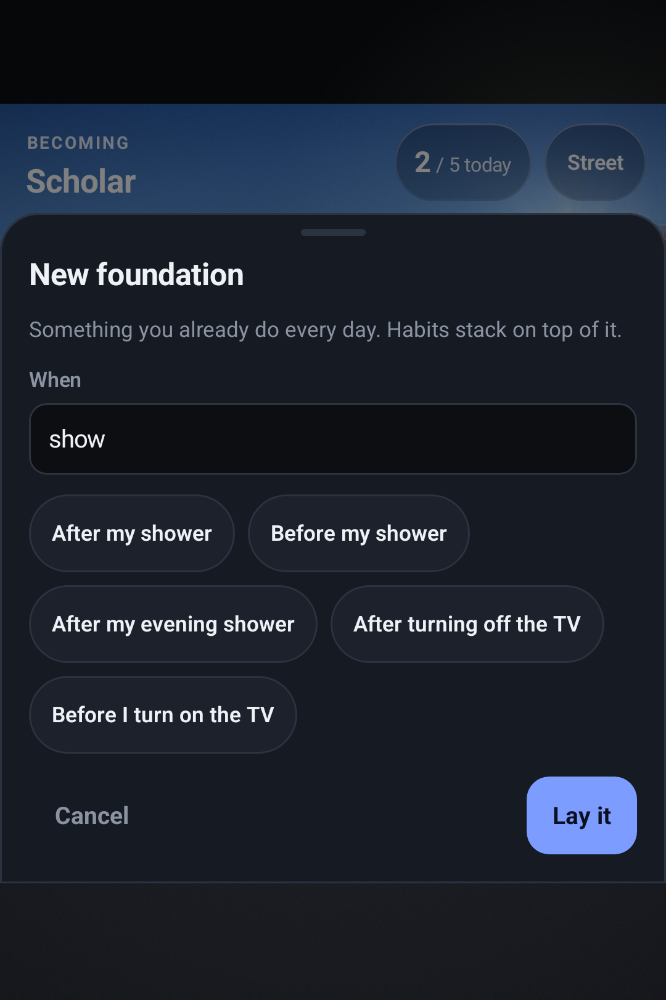 BECOMING
Scholar
2 / 5 today
Street
New foundation
Something you already do every day. Habits stack on top of it.
When
show
After my shower
Before my shower
After my evening shower
After turning off the TV
Before I turn on the TV
Cancel
Lay it